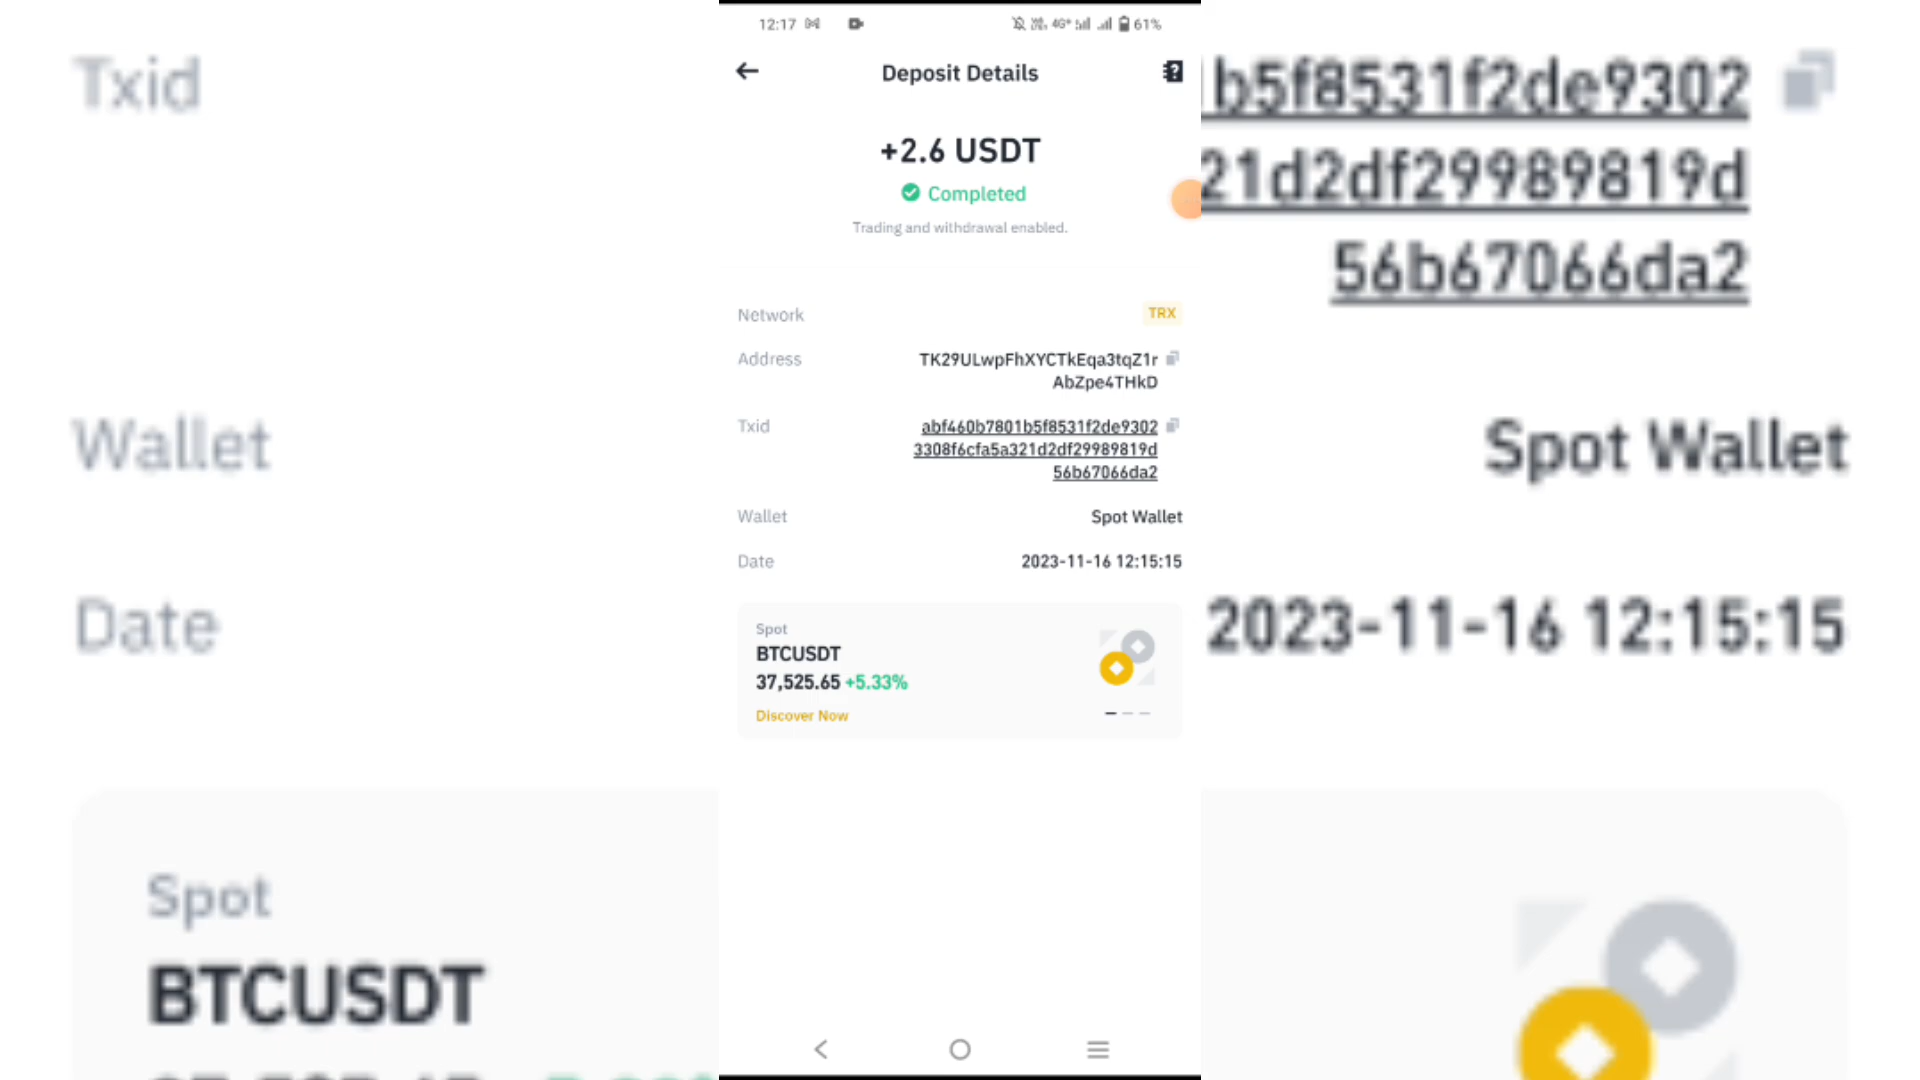 12:17
4G+
61%
Deposit Details
+2.6 USDT
Completed
Trading and withdrawal enabled.
Network TRX
Address TK29ULwpFhXYCTkEqa3tqZ1r
AbZpe4THkD
Txid abf460b7801b5f8531f2de9302
3308f6cfa5a321d2df29989819d
56b67066da2
Wallet Spot Wallet
Date 2023-11-16 12:15:15
Spot
BTCUSDT
37,525.65 +5.33%
Discover Now
Txid
b5f8531f2de9302
21d2df29989819d
56b67066da2
Wallet Spot Wallet
Date 2023-11-16 12:15:15
Spot
BTCUSDT